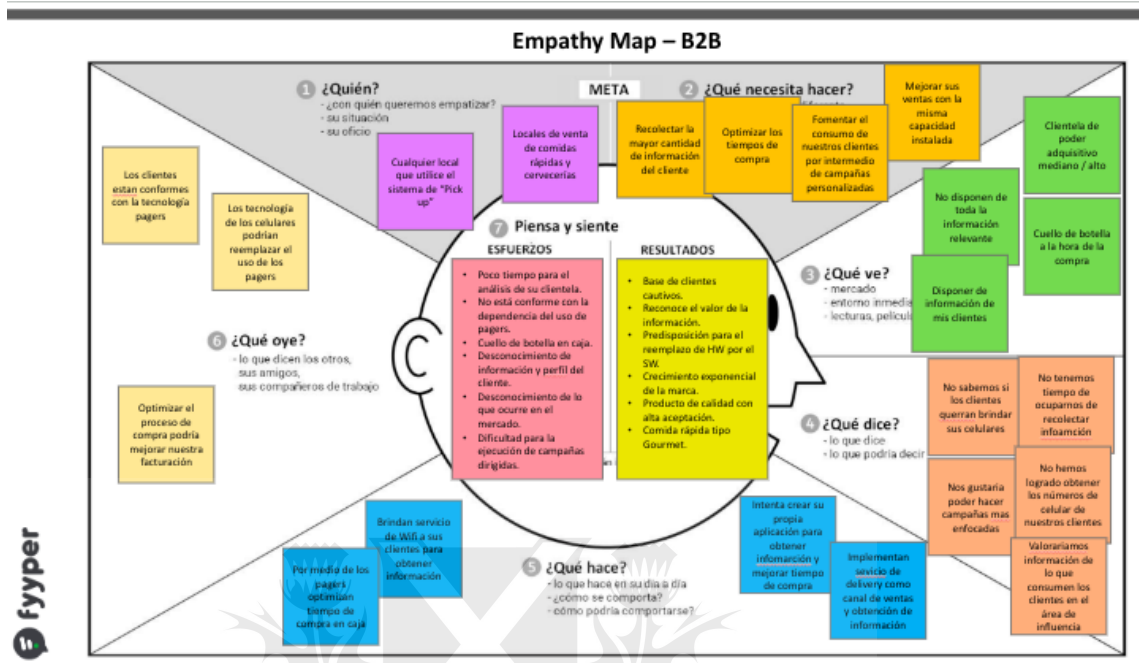 Empathy Map – B2B
1 ¿Quién?
- ¿con quién queremos empatizar?
- su situación
- su oficio
META
2 ¿Qué necesita hacer?
Cualquier local
que utilice el
sistema de "Pick
up"
Locales de venta
de comidas
rápidas y
cervecerías
Recolectar la
mayor cantidad
de información
del cliente
Optimizar los
tiempos de
compra
Fomentar el
consumo de
nuestros clientes
por intermedio
de campañas
personalizadas
Mejorar sus
ventas con la
misma
capacidad
instalada
Clientela de
poder
adquisitivo
mediano / alto
No disponen de
toda la
información
relevante
Cuello de botella
a la hora de la
compra
Disponer de
información de
mis clientes
3 ¿Qué ve?
- mercado
- entorno
- lecturas,
Los clientes
estan conformes
con la tecnología
pagers
Los tecnología
de los celulares
podrían
reemplazar el
uso de los
pagers
6 ¿Qué oye?
- lo que dicen los otros,
sus amigos,
sus compañeros de trabajo
Optimizar el
proceso de
compra podría
mejorar nuestra
facturación
7 Piensa y siente
ESFUERZOS
• Poco tiempo para el
análisis de su clientela.
• No está conforme con la
dependencia del uso de
pagers.
• Cuello de botella en caja.
• Desconocimiento de
información y perfil del
cliente.
• Desconocimiento de lo
que ocurre en el
mercado.
• Dificultad para la
ejecución de campañas
dirigidas.
RESULTADOS
• Base de clientes
cautivos.
• Reconoce el valor de la
información.
• Predisposición para el
reemplazo de HW por el
SW.
• Crecimiento exponencial
de la marca.
• Producto de calidad con
alta aceptación.
• Comida rápida tipo
Gourmet.
4 ¿Qué dice?
- lo que dice
- lo que podría decir
No sabemos si
los clientes
querran brindar
sus celulares
No tenemos
tiempo de
ocuparnos de
recolectar
infoamción
Nos gustaria
poder hacer
campañas mas
enfocadas
No hemos
logrado obtener
los números de
celular de
nuestros clientes
Valorariamos
información de
lo que
consumen los
clientes en el
área de
influencia
5 ¿Qué hace?
- lo que hace en su día a día
- ¿cómo se comporta?
- cómo podría comportarse?
Brindan servicio
de Wifi a sus
clientes para
obtener
información
Por medio de los
pagers
optimizan
tiempo de
compra en caja
Intenta crear su
propia
aplicación para
obtener
infomarción y
mejorar tiempo
de compra
Implementan
sevicio de
delivery como
canal de ventas
y obtención de
información
fyyper